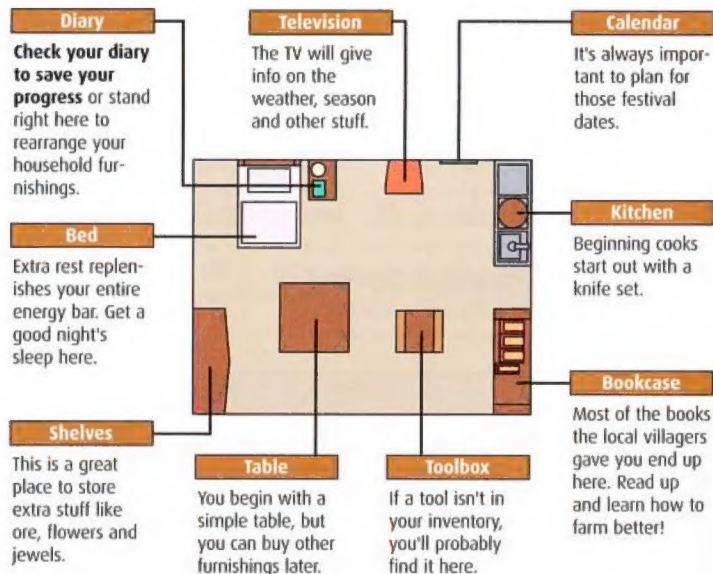 Diary
Check your diary
to save your
progress or stand
right here to
rearrange your
household fur-
nishings.
Television
The TV will give
info on the
weather, season
and other stuff.
Calendar
It's always impor-
tant to plan for
those festival
dates.
Bed
Extra rest replen-
ishes your entire
energy bar. Get a
good night's
sleep here.
Kitchen
Beginning cooks
start out with a
knife set.
Shelves
This is a great
place to store
extra stuff like
ore, flowers and
jewels.
Table
You begin with a
simple table, but
you can buy other
furnishings later.
Toolbox
If a tool isn't in
your inventory,
you'll probably
find it here.
Bookcase
Most of the books
the local villagers
gave you end up
here. Read up
and learn how to
farm better!